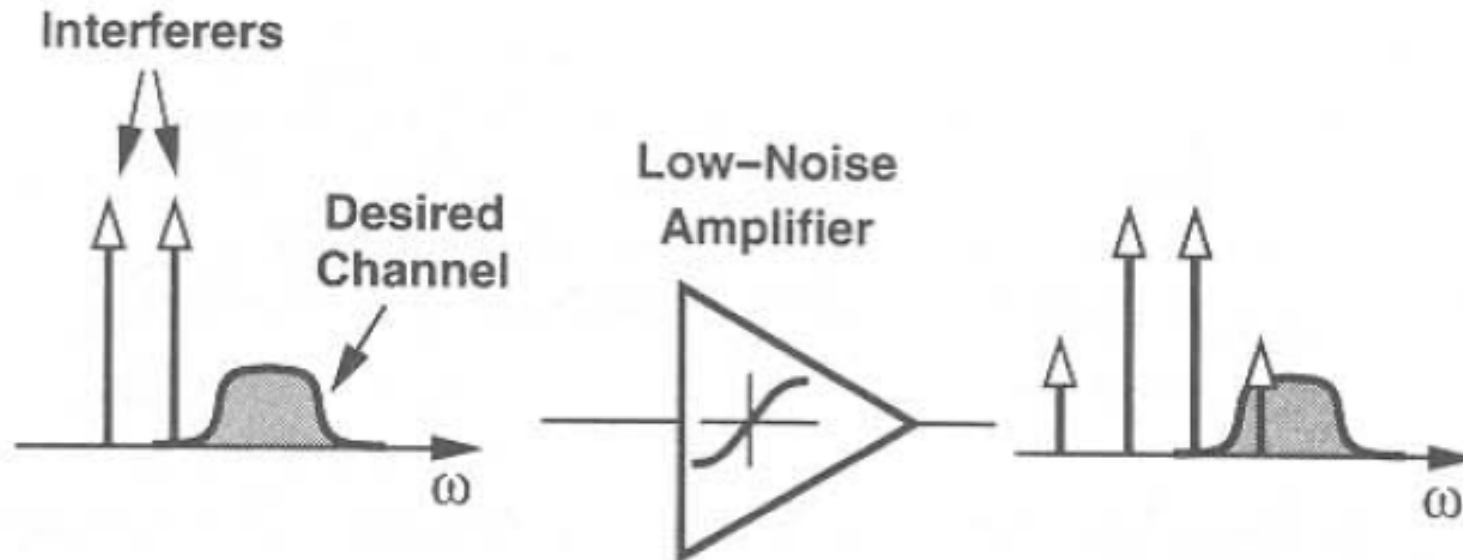 Interferers
Desired
Channel
Low–Noise
Amplifier
ω
ω